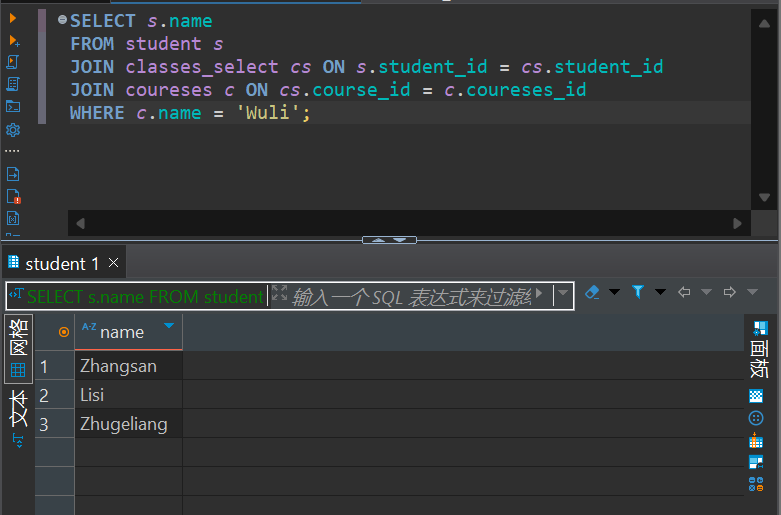 SELECT s.name
FROM student s
JOIN classes_select cs ON s.student_id = cs.student_id
JOIN coureses c ON cs.course_id = c.coureses_id
WHERE c.name = 'Wuli';
student 1
SELECT s.name FROM student
输入一个 SQL 表达式来过滤结
网格
文本
A-Z name
1 Zhangsan
2 Lisi
3 Zhugeliang
面板